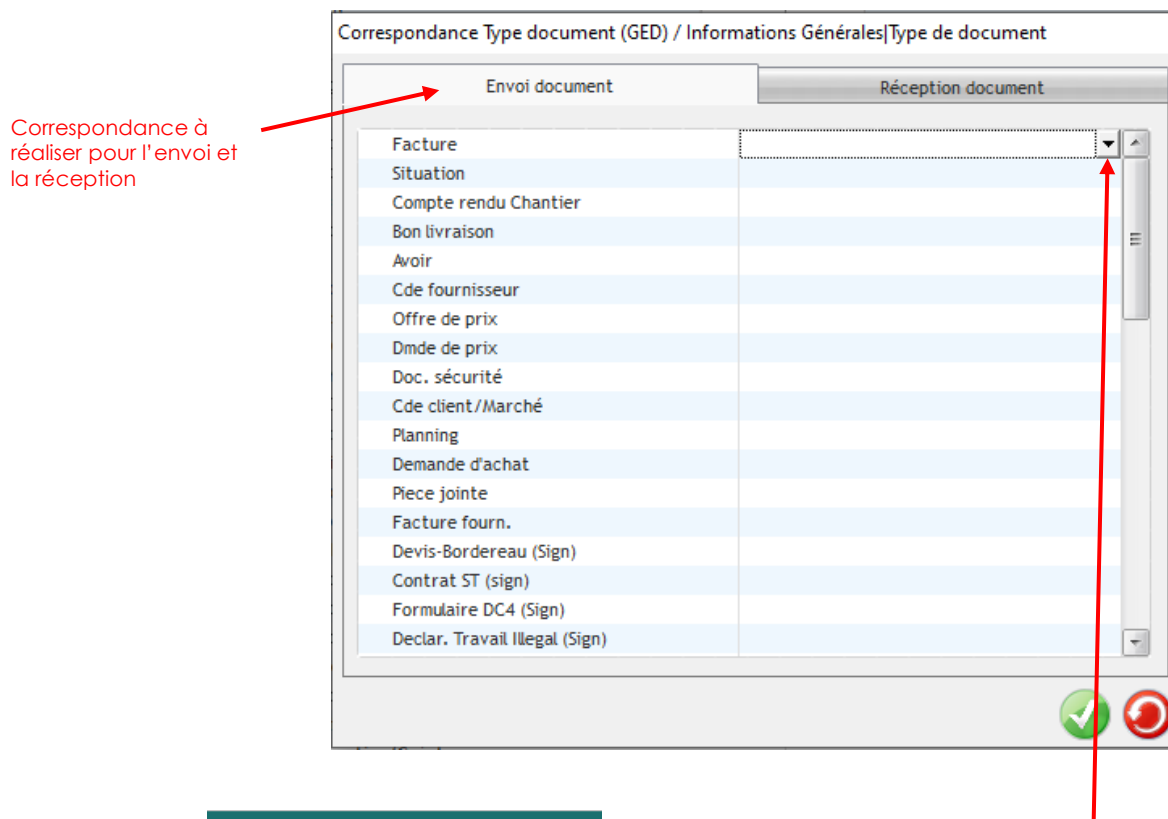 Correspondance Type document (GED) / Informations Générales|Type de document
Envoi document
Réception document
Correspondance à
réaliser pour l'envoi et
la réception
Facture
Situation
Compte rendu Chantier
Bon livraison
Avoir
Cde fournisseur
Offre de prix
Dmde de prix
Doc. sécurité
Cde client/Marché
Planning
Demande d'achat
Piece jointe
Facture fourn.
Devis-Bordereau (Sign)
Contrat ST (sign)
Formulaire DC4 (Sign)
Declar. Travail Illegal (Sign)